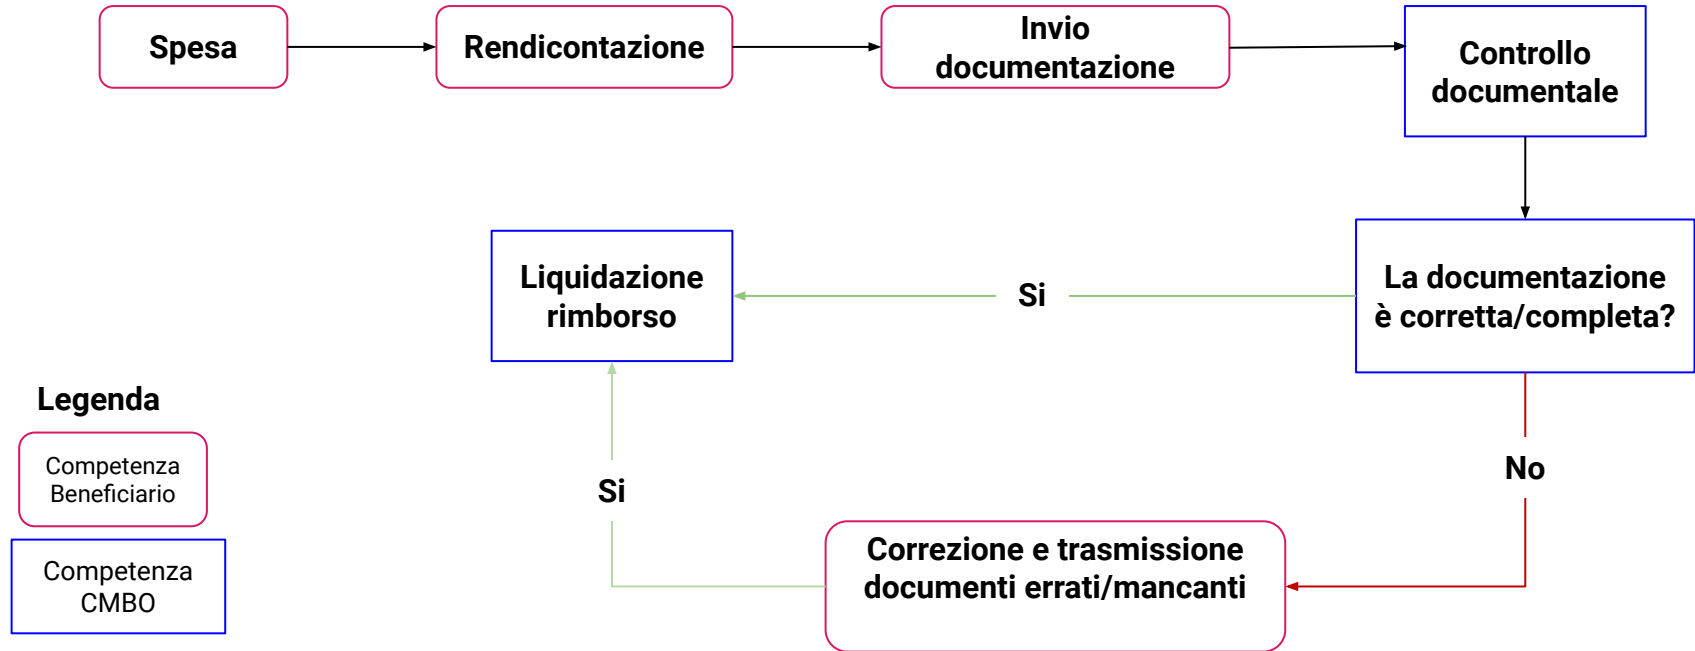 Spesa
Rendicontazione
Invio
documentazione
Controllo
documentale
Liquidazione
rimborso
Si
La documentazione
è corretta/completa?
Legenda
Competenza
Beneficiario
Competenza
CMBO
Si
No
Correzione e trasmissione
documenti errati/mancanti